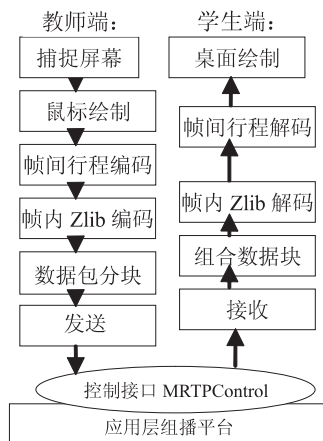 教师端：
学生端：
捕捉屏幕
桌面绘制
鼠标绘制
帧间行程编码
帧间行程解码
帧内 Zlib 编码
帧内 Zlib 解码
数据包分块
组合数据块
发送
接收
控制接口 MRTPControl
应用层组播平台